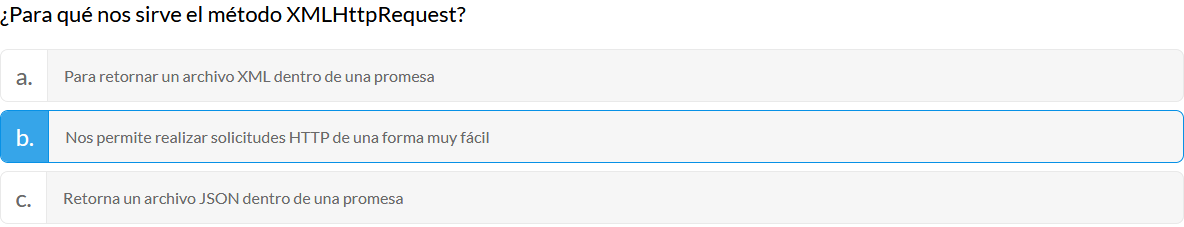 ¿Para qué nos sirve el método XMLHttpRequest?
a. Para retornar un archivo XML dentro de una promesa
b. Nos permite realizar solicitudes HTTP de una forma muy fácil
c. Retorna un archivo JSON dentro de una promesa